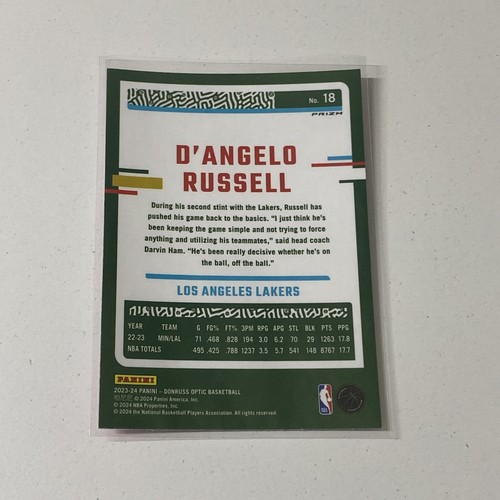 No. 18
PRIZM
D'ANGELO
RUSSELL
During his second stint with the Lakers, Russell has
pushed his game back to the basics. "I just think he's
been keeping the game simple and not trying to force
anything and utilizing his teammates," said head coach
Darvin Ham. "He's been really decisive whether he's on
the ball, off the ball."
LOS ANGELES LAKERS
YEAR TEAM G FG% FT% 3PM RPG APG STL BLK PTS PPG
22-23 MIN/LAL 71 .468 .828 194 3.0 6.2 70 29 1263 17.8
NBA TOTALS 495 .425 .788 1237 3.5 5.7 541 148 8767 17.7
PANINI
2023-24 PANINI – DONRUSS OPTIC BASKETBALL
© 2024 Panini America, Inc.
© 2024 NBA Properties, Inc.
© 2024 the National Basketball Players Association. All rights reserved